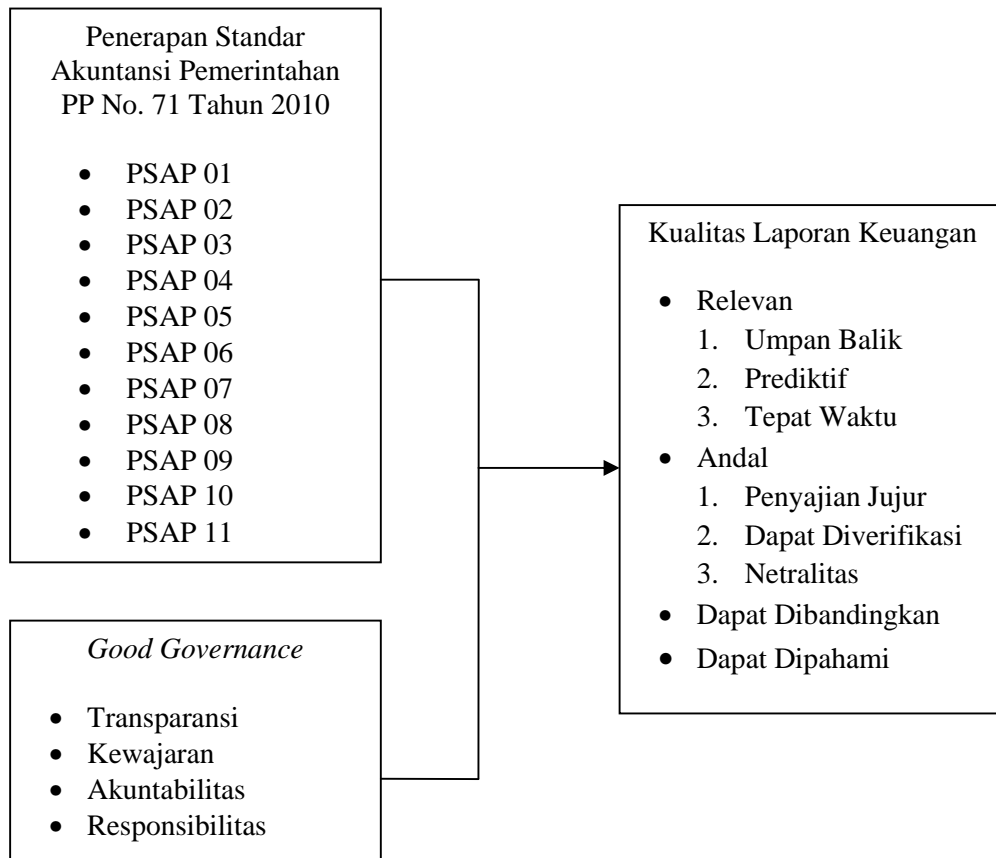 Penerapan Standar
Akuntansi Pemerintahan
PP No. 71 Tahun 2010
• PSAP 01
• PSAP 02
• PSAP 03
• PSAP 04
• PSAP 05
• PSAP 06
• PSAP 07
• PSAP 08
• PSAP 09
• PSAP 10
• PSAP 11
Good Governance
• Transparansi
• Kewajaran
• Akuntabilitas
• Responsibilitas
Kualitas Laporan Keuangan
• Relevan
1. Umpan Balik
2. Prediktif
3. Tepat Waktu
• Andal
1. Penyajian Jujur
2. Dapat Diverifikasi
3. Netralitas
• Dapat Dibandingkan
• Dapat Dipahami